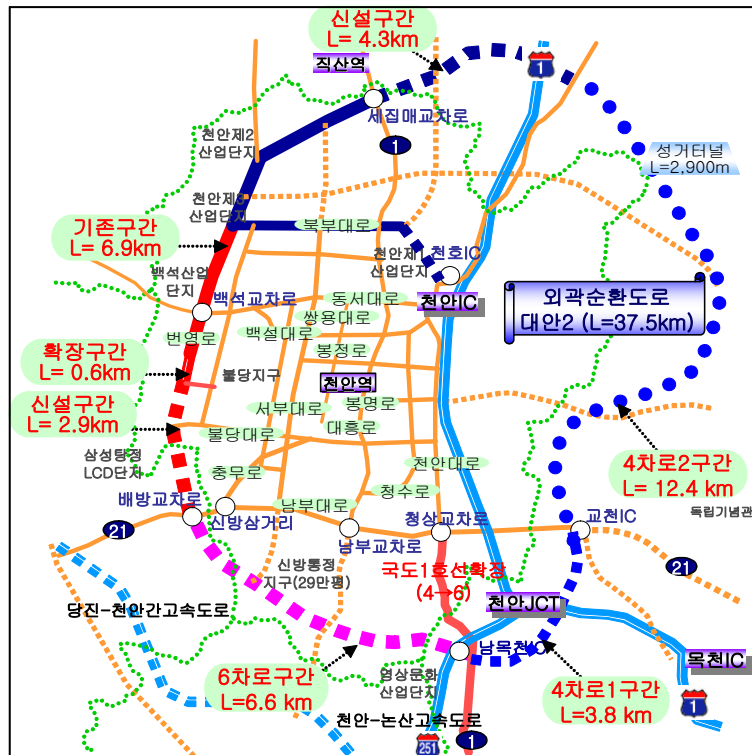 신설구간
L= 4.3km
직산역
1
세집매교차로
1
천안제2
산업단지
성거터널
L=2,900m
천안제3
산업단지
기존구간
L= 6.9km
북부대로
천안제1
산업단지
천호IC
백석산업
단지
백석교차로
동서대로
천안IC
외곽순환도로
대안2 (L=37.5km)
쌍용대로
번영로
백설대로
봉정로
확장구간
L= 0.6km
불당지구
천안역
신설구간
L= 2.9km
서부대로
봉명로
불당대로
대흥로
삼성탕정
LCD단지
충무로
천안대로
4차로2구간
L= 12.4 km
청수로
독립기념관
배방교차로
남부대로
21
신방삼거리
청상교차로
교천IC
남부교차로
신방통정
지구(29만평)
국도1호선확장
(4→6)
21
당진-천안간고속도로
천안JCT
남목천IC
목천IC
6차로구간
L=6.6 km
영상문화
산업단지
4차로1구간
L=3.8 km
천안-논산고속도로
1
251
1